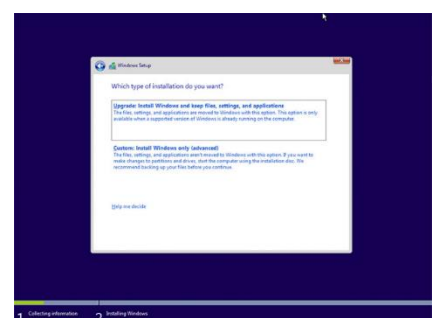 Windows Setup
Which type of installation do you want?
Upgrade: Install Windows and keep files, settings, and applications
The files, settings, and applications are moved to Windows with this option. This option is only
available when a supported version of Windows is already running on the computer.
Custom: Install Windows only (advanced)
The files, settings, and applications aren't moved to Windows with this option. If you want to
make changes to partitions and drives, start the computer using the installation disc. We
recommend backing up your files before you continue.
Help me decide
1 Collecting information
2 Installing Windows